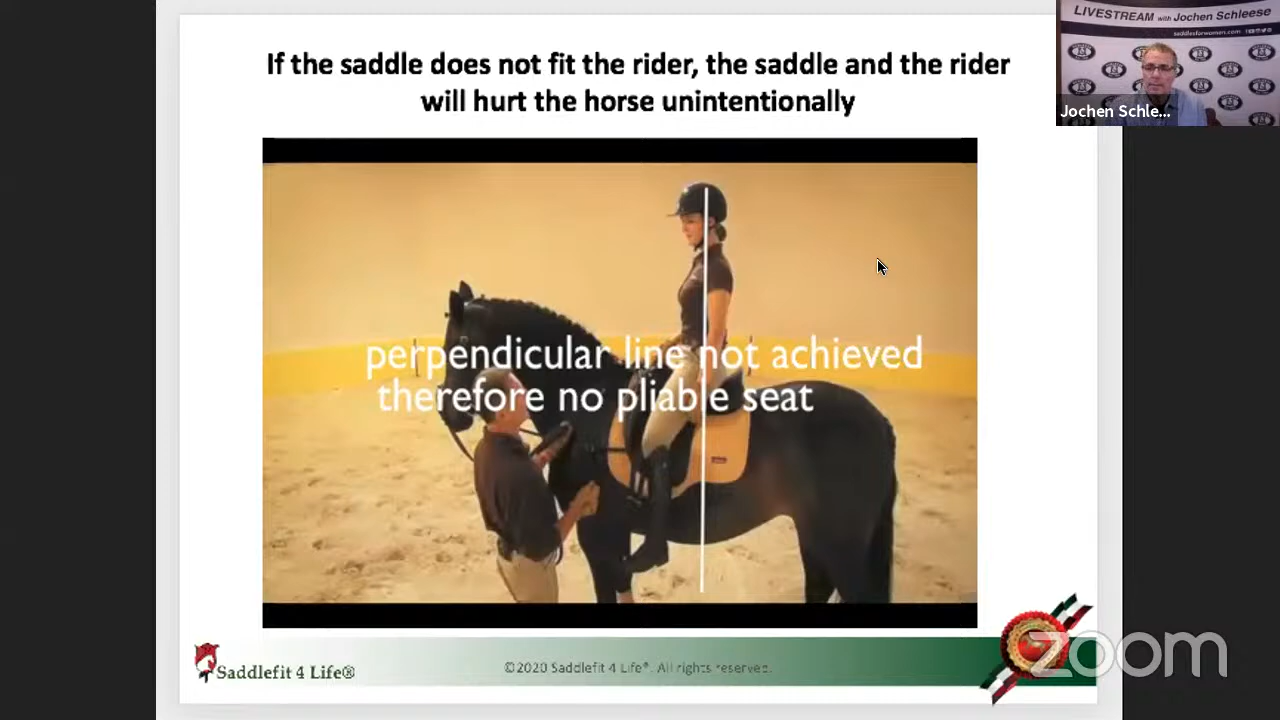 If the saddle does not fit the rider, the saddle and the rider
will hurt the horse unintentionally
LIVESTREAM with Jochen Schleese
saddlesforwomen.com
Jochen Schle...
perpendicular line not achieved
therefore no pliable seat
Saddlefit 4 Life®
©2020 Saddlefit 4 Life®. All rights reserved.
zoom